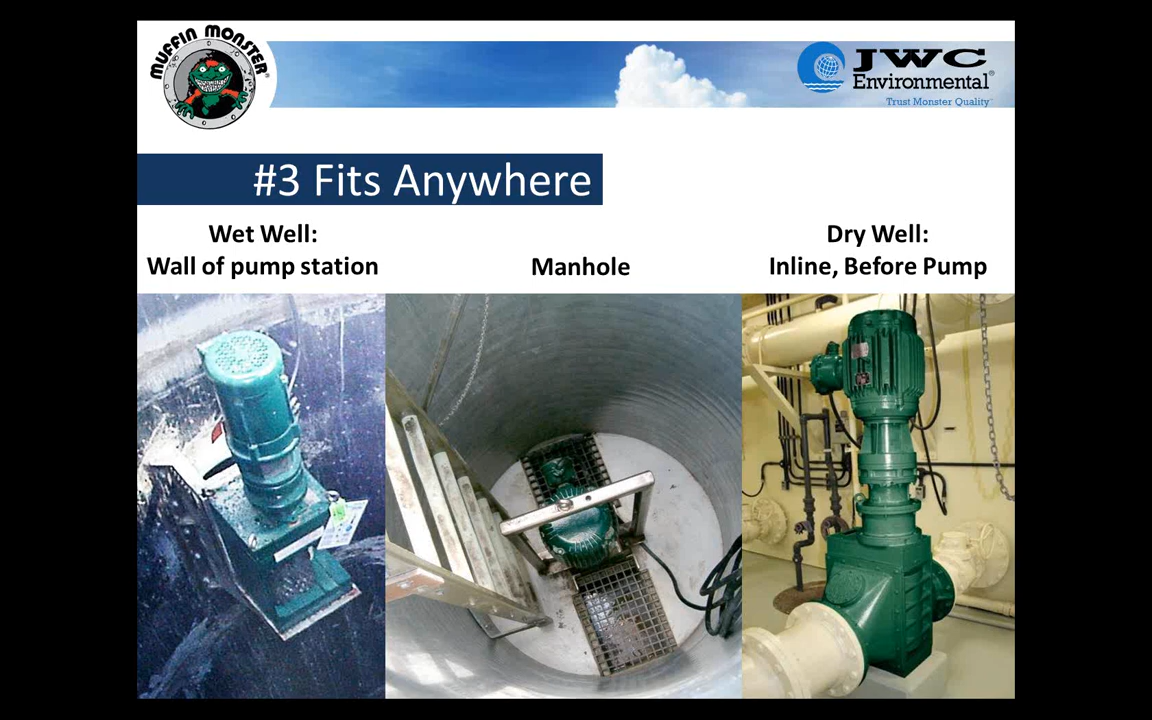 MUFFIN MONSTER®
JWC
Environmental®
Trust Monster Quality
#3 Fits Anywhere
Wet Well:
Wall of pump station
Manhole
Dry Well:
Inline, Before Pump